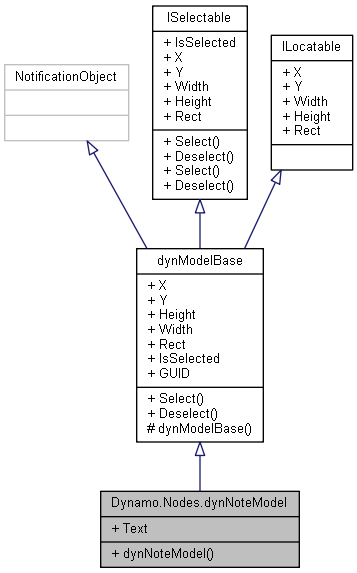 ISelectable
+ IsSelected
+ X
+ Y
+ Width
+ Height
+ Rect
+ Select()
+ Deselect()
+ Select()
+ Deselect()
ILocatable
+ X
+ Y
+ Width
+ Height
+ Rect
NotificationObject
dynModelBase
+ X
+ Y
+ Height
+ Width
+ Rect
+ IsSelected
+ GUID
+ Select()
+ Deselect()
# dynModelBase()
Dynamo.Nodes.dynNoteModel
+ Text
+ dynNoteModel()